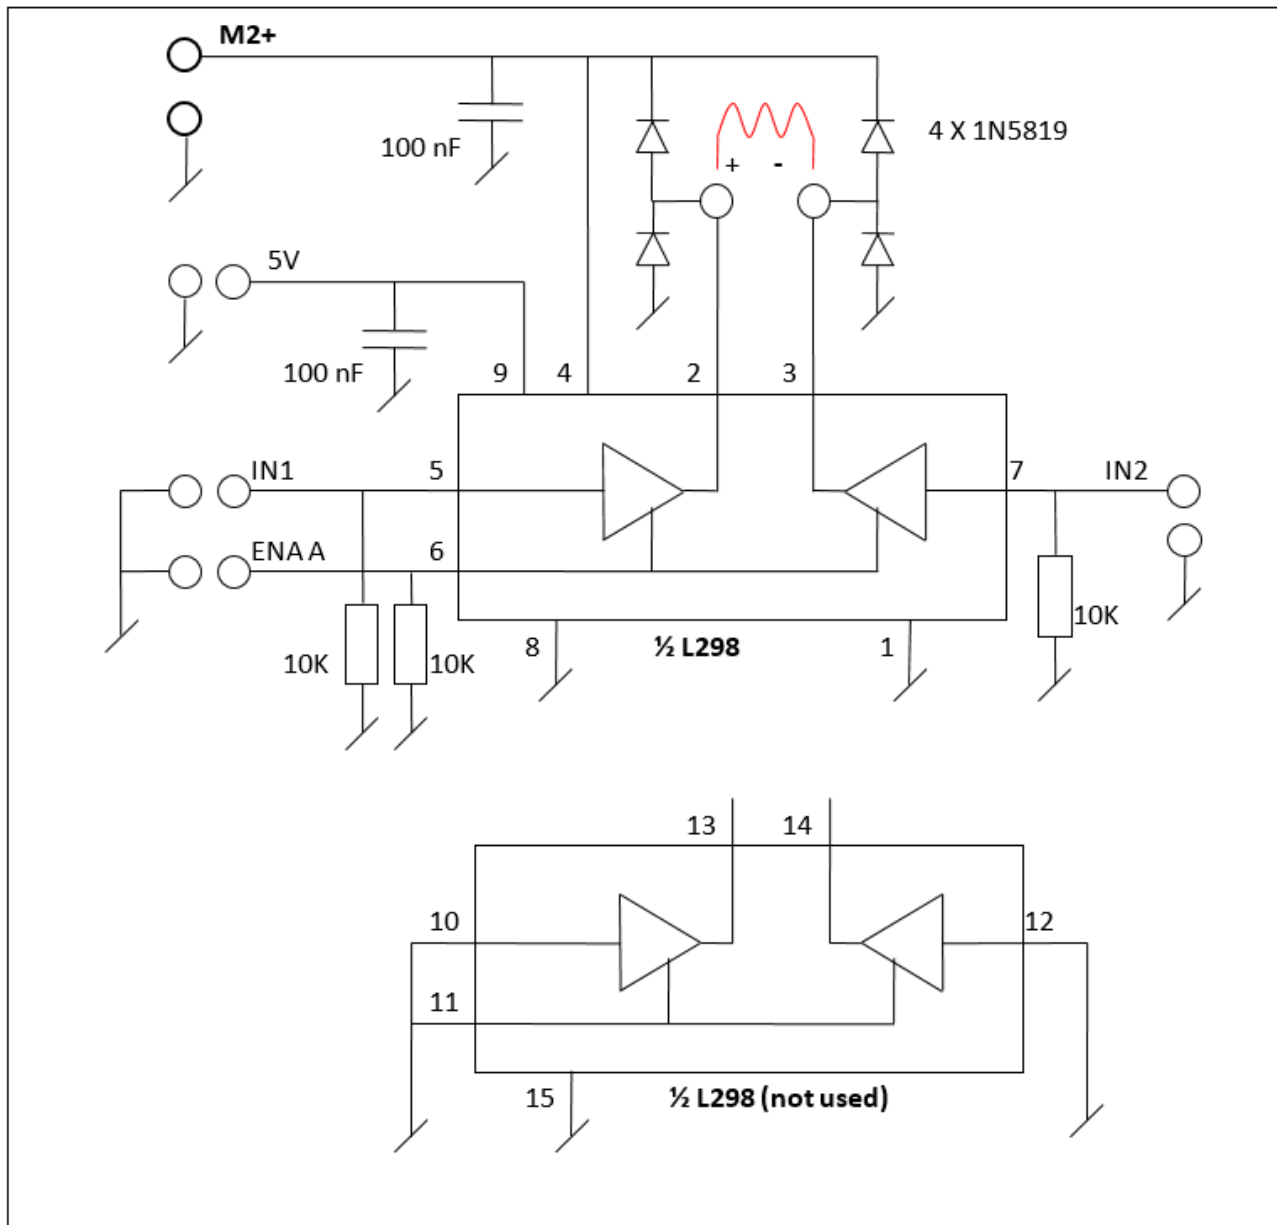 M2+
100 nF
4 X 1N5819
+ -
5V
100 nF
9 4 2 3
IN1 5 7 IN2
ENA A 6
10K 10K 8 ½ L298 1 10K
13 14
10 12
11
15 ½ L298 (not used)